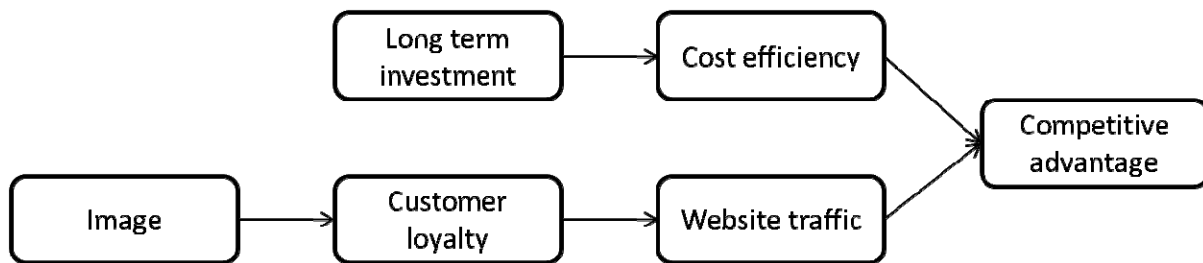 Long term
investment
Cost efficiency
Competitive
advantage
Image
Customer
loyalty
Website traffic